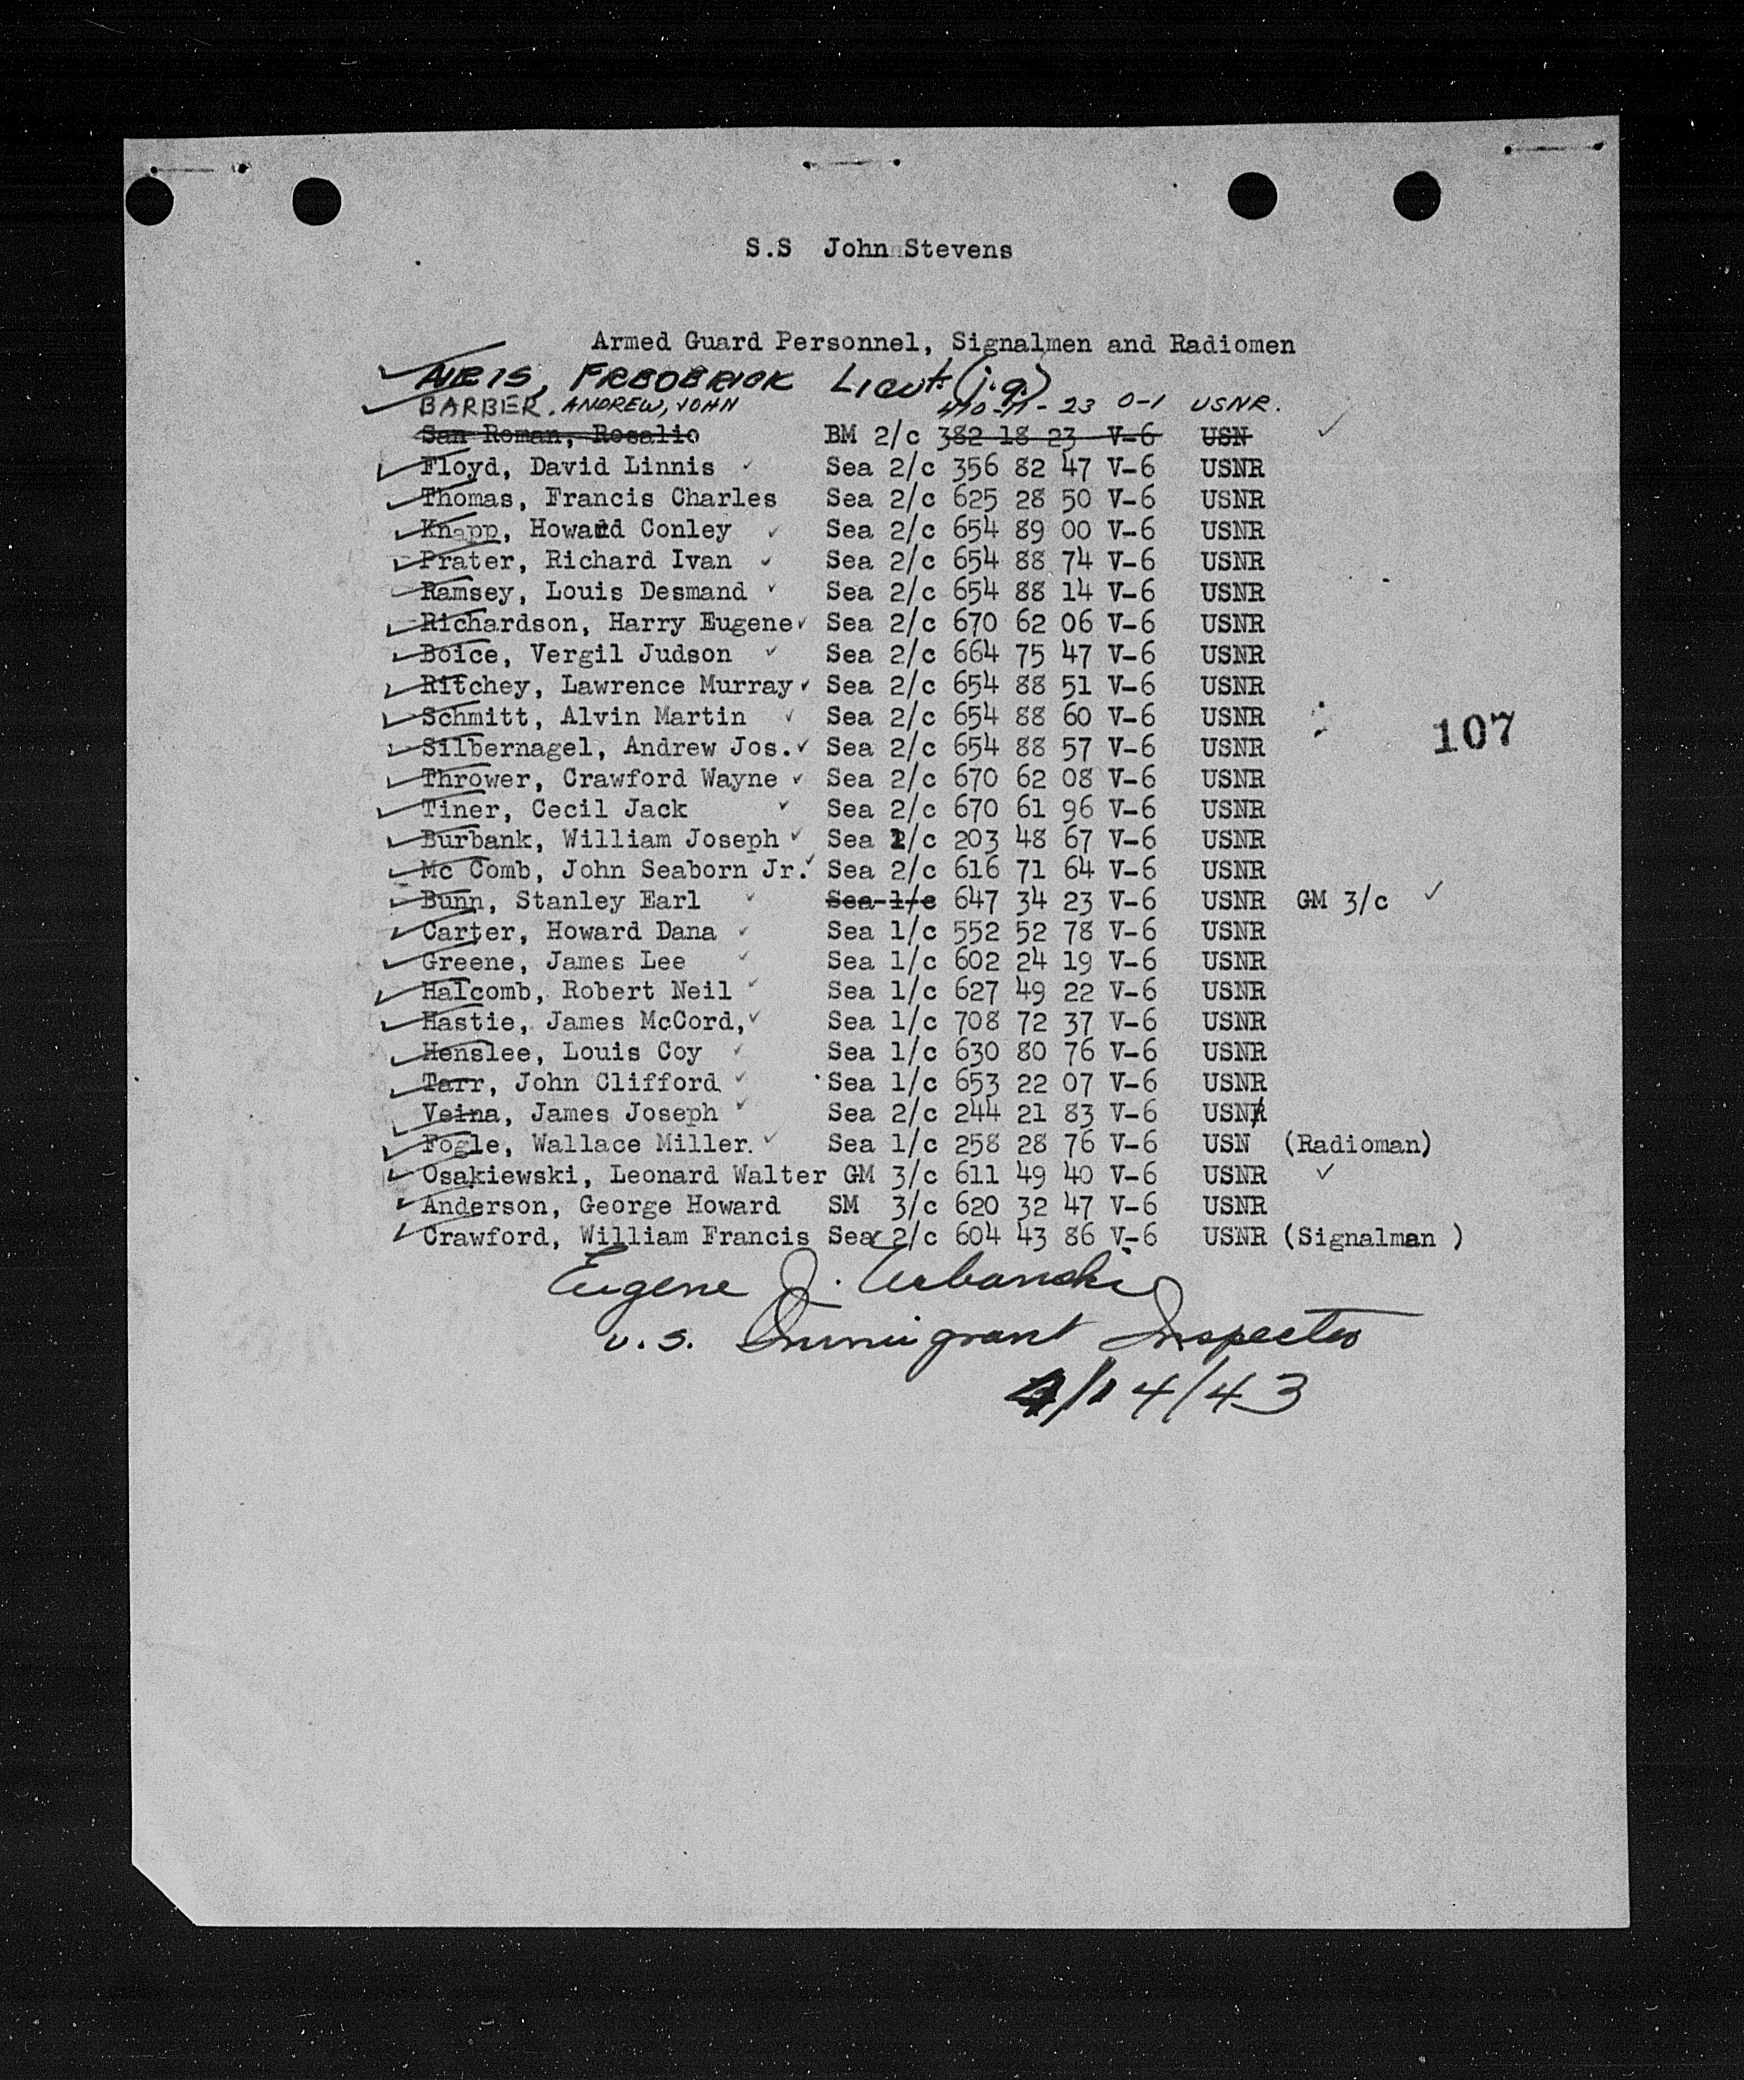 S.S John Stevens
Armed Guard Personnel, Signalmen and Radiomen
FREDERICK Lieut. (j.g.)
BARBER. ANDREW, JOHN - 23 O-1 USNR.
San Roman, Rosalio BM 2/c 382 18 23 V-6 USN
Floyd, David Linnis Sea 2/c 356 82 47 V-6 USNR
Thomas, Francis Charles Sea 2/c 625 28 50 V-6 USNR
Knapp, Howard Conley Sea 2/c 654 89 00 V-6 USNR
Prater, Richard Ivan Sea 2/c 654 88 74 V-6 USNR
Ramsey, Louis Desmand Sea 2/c 654 88 14 V-6 USNR
Richardson, Harry Eugene Sea 2/c 670 62 06 V-6 USNR
Boice, Vergil Judson Sea 2/c 664 75 47 V-6 USNR
Ritchey, Lawrence Murray Sea 2/c 654 88 51 V-6 USNR
Schmitt, Alvin Martin Sea 2/c 654 88 60 V-6 USNR
107
Silbernagel, Andrew Jos. Sea 2/c 654 88 57 V-6 USNR
Thrower, Crawford Wayne Sea 2/c 670 62 08 V-6 USNR
Tiner, Cecil Jack Sea 2/c 670 61 96 V-6 USNR
Burbank, William Joseph Sea 2/c 203 48 67 V-6 USNR
Mc Comb, John Seaborn Jr. Sea 2/c 616 71 64 V-6 USNR
Bunn, Stanley Earl Sea 1/c 647 34 23 V-6 USNR GM 3/c
Carter, Howard Dana Sea 1/c 552 52 78 V-6 USNR
Greene, James Lee Sea 1/c 602 24 19 V-6 USNR
Halcomb, Robert Neil Sea 1/c 627 49 22 V-6 USNR
Hastie, James McCord, Sea 1/c 708 72 37 V-6 USNR
Henslee, Louis Coy Sea 1/c 630 80 76 V-6 USNR
Tarr, John Clifford Sea 1/c 653 22 07 V-6 USNR
Veina, James Joseph Sea 2/c 244 21 83 V-6 USNR
Fogle, Wallace Miller. Sea 1/c 258 28 76 V-6 USN (Radioman)
Osakiewski, Leonard Walter GM 3/c 611 49 40 V-6 USNR
Anderson, George Howard SM 3/c 620 32 47 V-6 USNR
Crawford, William Francis Sea 2/c 604 43 86 V-6 USNR (Signalman )
Eugene J. Urbanski
U.S. Immigrant Inspector
4/14/43